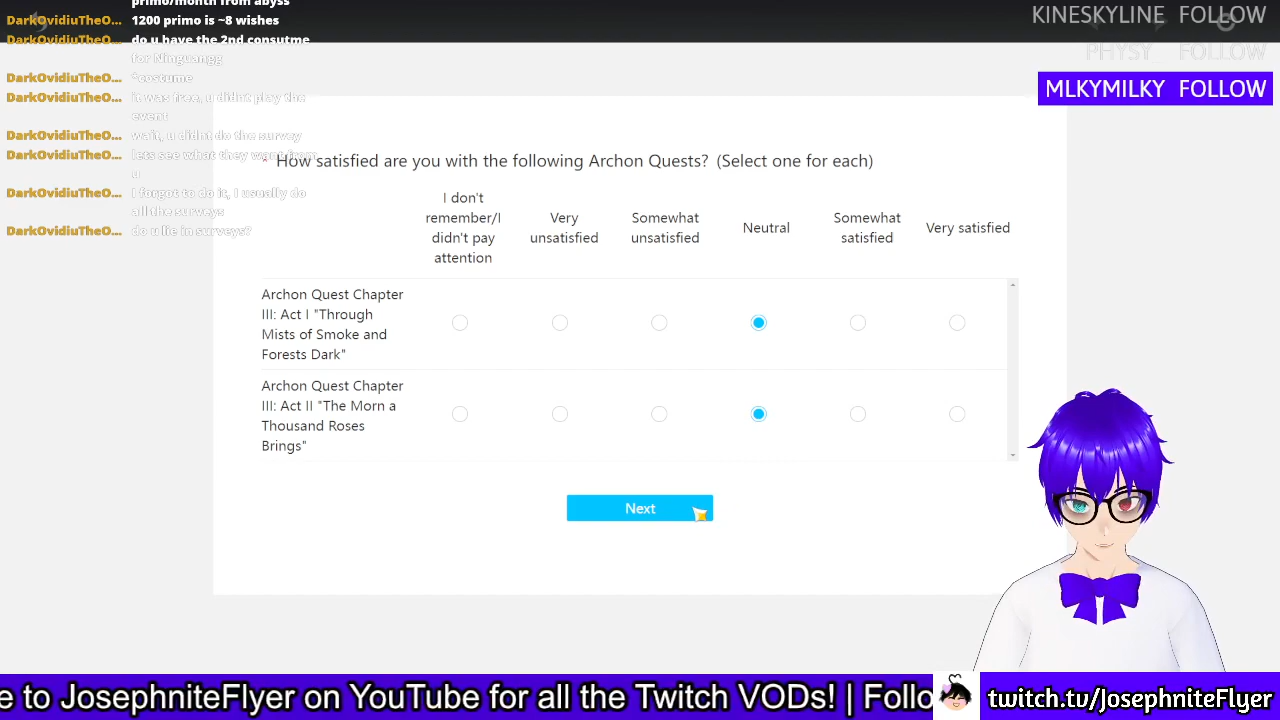 primo/month from abyss
DarkOvidiuTheO... 1200 primo is ~8 wishes
DarkOvidiuTheO... do u have the 2nd consutme
for Ninguangg
DarkOvidiuTheO... *costume
DarkOvidiuTheO... it was free, u didnt play the
event
DarkOvidiuTheO... wait, u didnt do the survey
DarkOvidiuTheO... lets see what they want from
u
DarkOvidiuTheO... I forgot to do it, I usually do
all the surveys
DarkOvidiuTheO... do u lie in surveys?
KINESKYLINE FOLLOW
PHYSY_ FOLLOW
MLKYMILKY FOLLOW
* How satisfied are you with the following Archon Quests? (Select one for each)
I don't
remember/I
didn't pay
attention
Very
unsatisfied
Somewhat
unsatisfied
Neutral
Somewhat
satisfied
Very satisfied
Archon Quest Chapter
III: Act I "Through
Mists of Smoke and
Forests Dark"
Archon Quest Chapter
III: Act II "The Morn a
Thousand Roses
Brings"
Next
e to JosephniteFlyer on YouTube for all the Twitch VODs! | Follo
twitch.tv/JosephniteFlyer